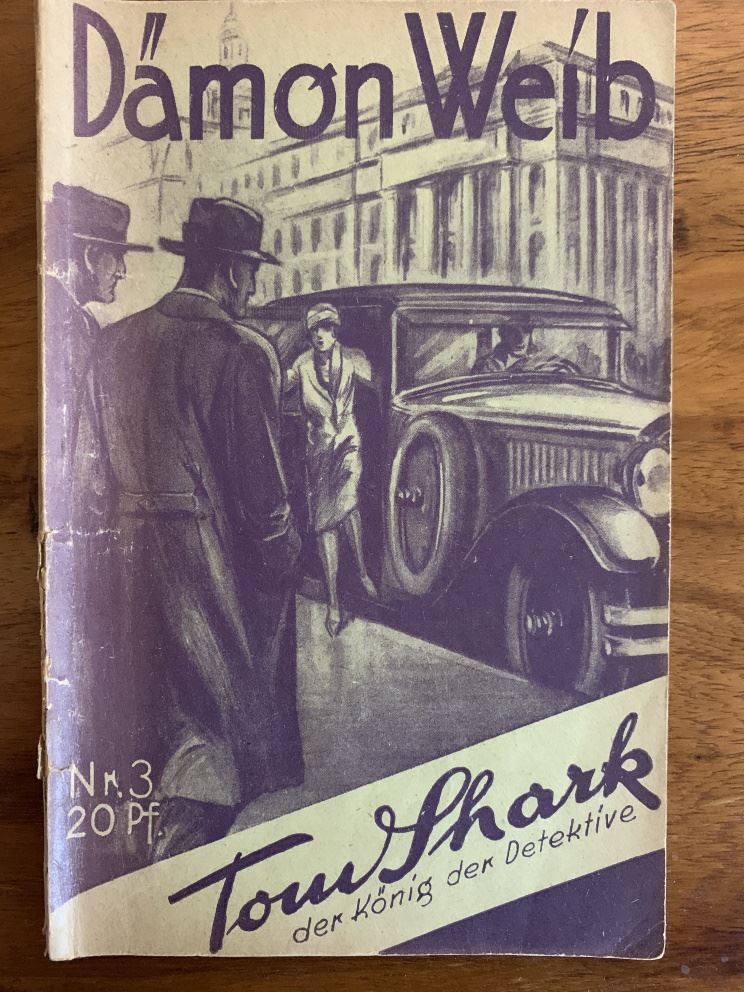 Dämon Weib
Nr. 3
20 Pf.
Tom Shark
der König der Detektive